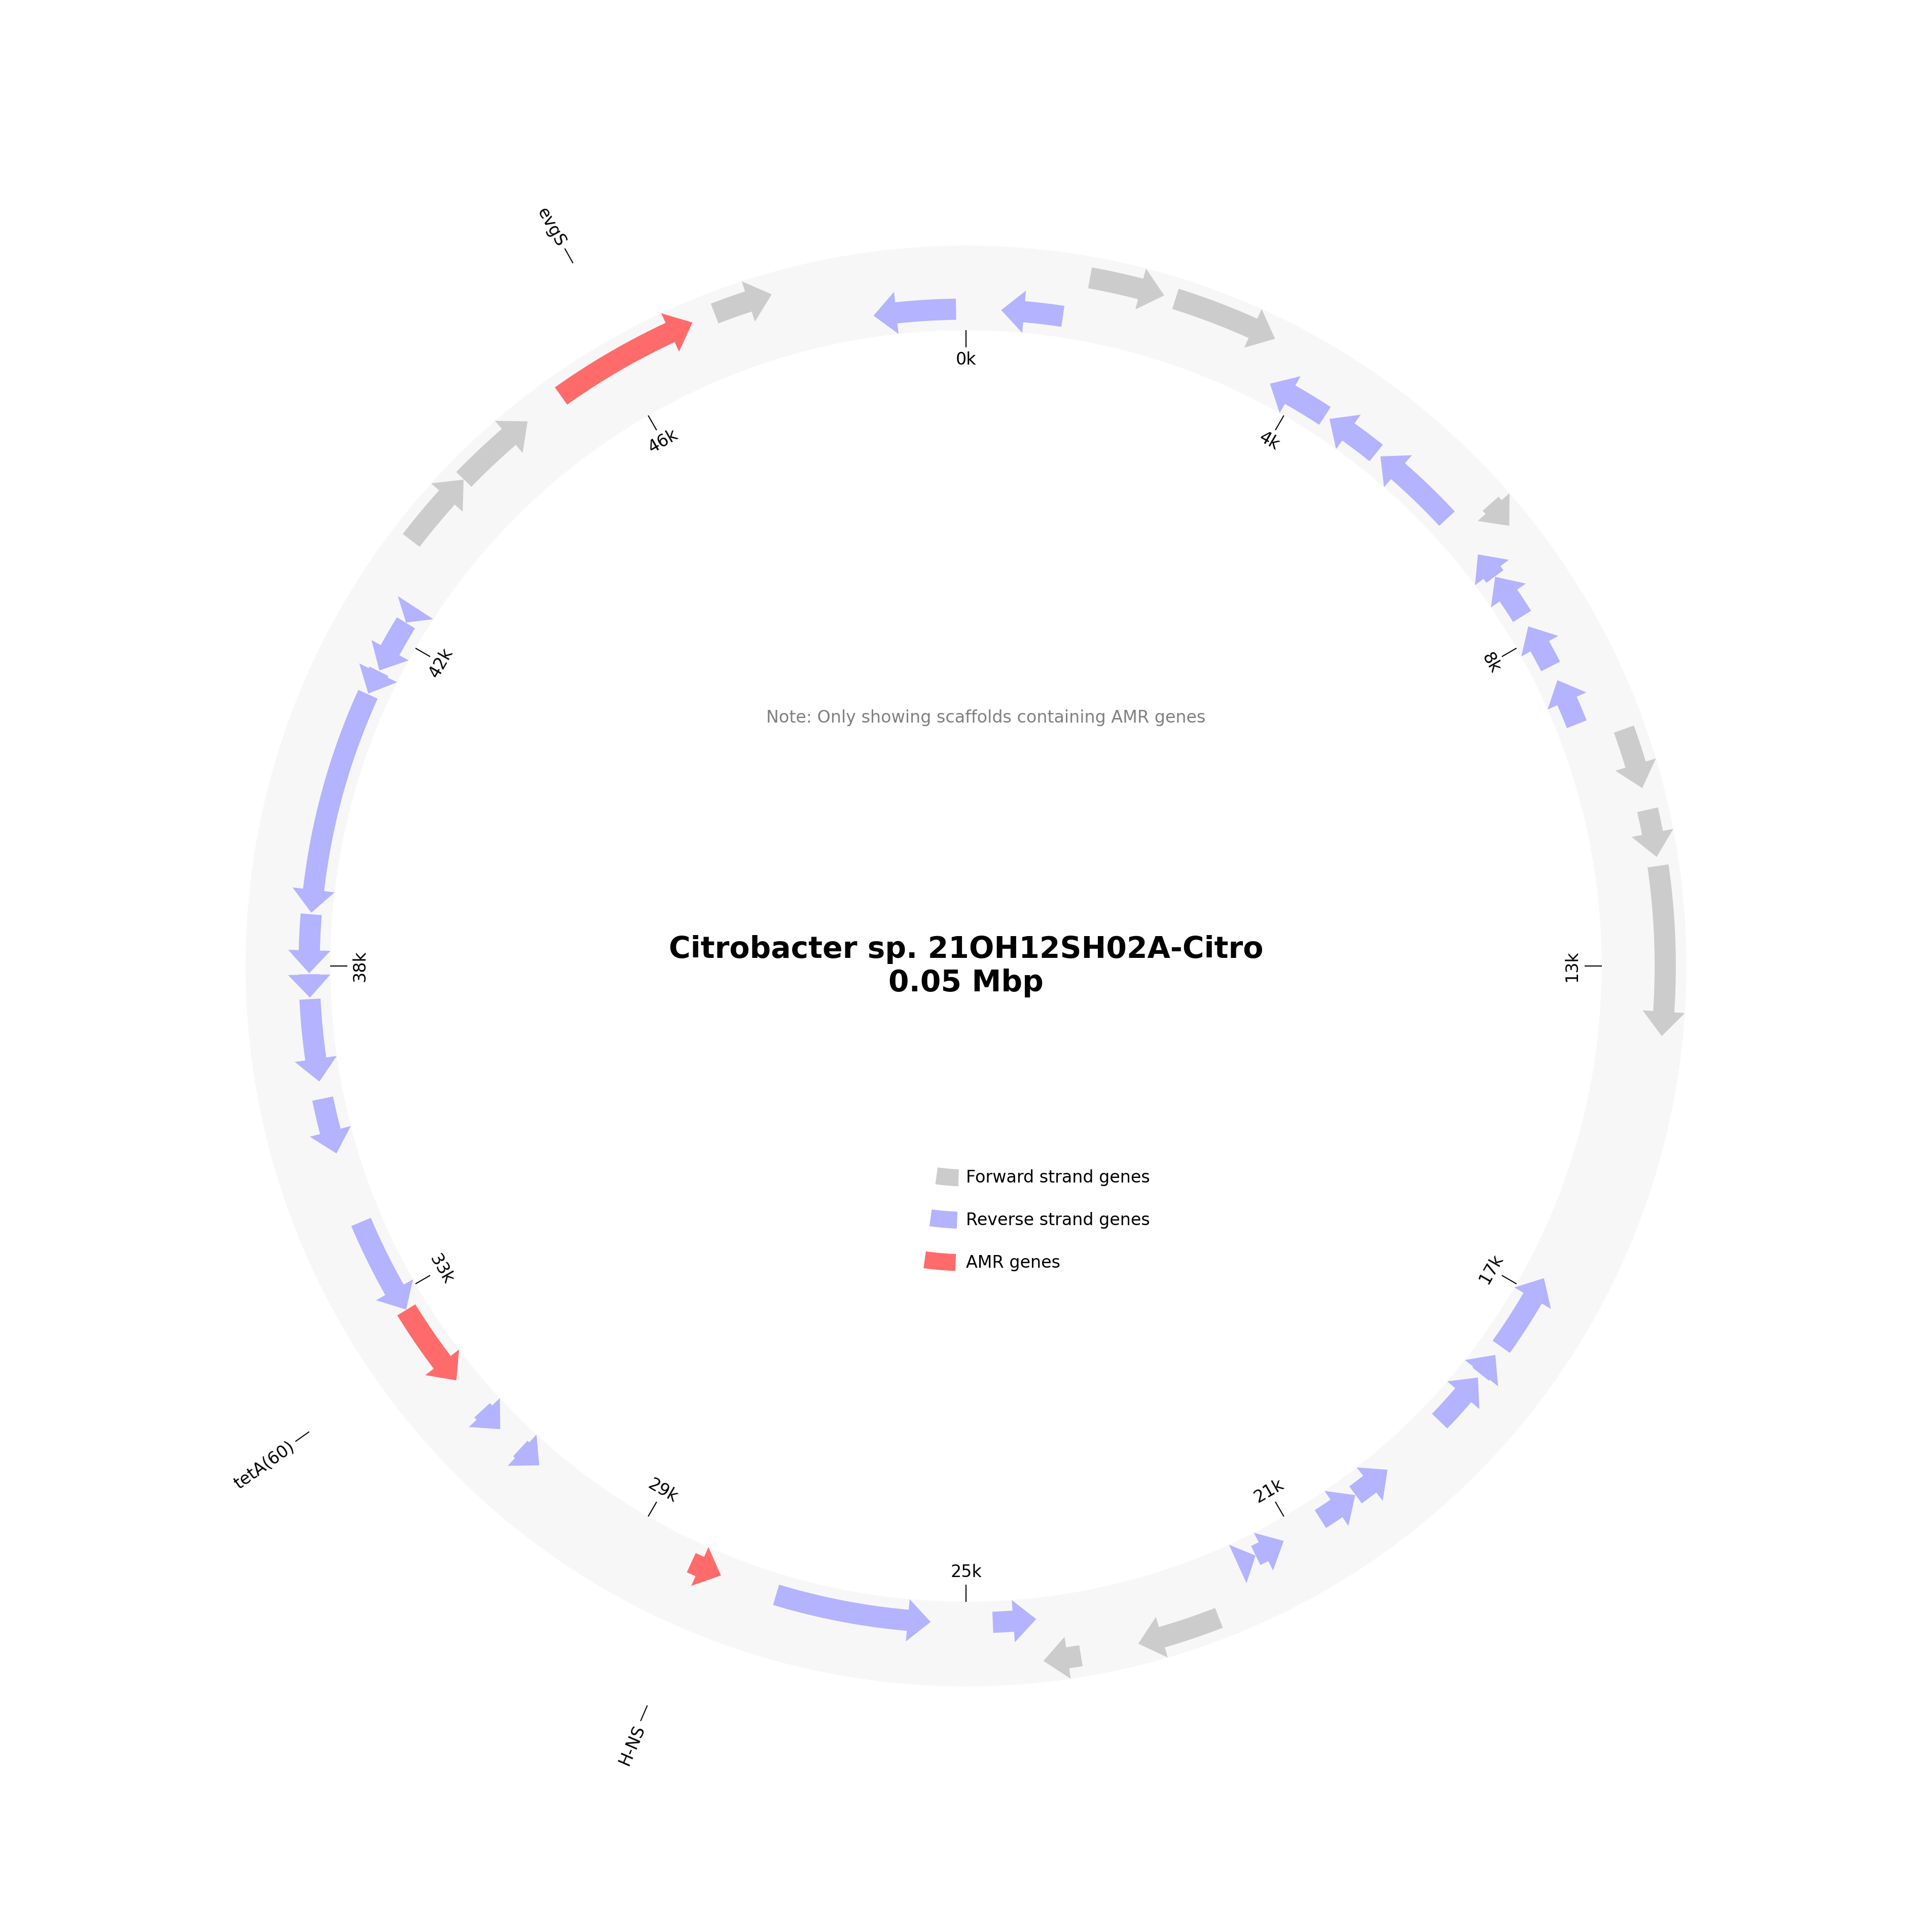 evgS
0k
46k
4k
42k
8k
Note: Only showing scaffolds containing AMR genes
Citrobacter sp. 21OH12SH02A-Citro
0.05 Mbp
38k
13k
Forward strand genes
Reverse strand genes
AMR genes
33k
17k
tetA(60)
29k
21k
25k
H-NS